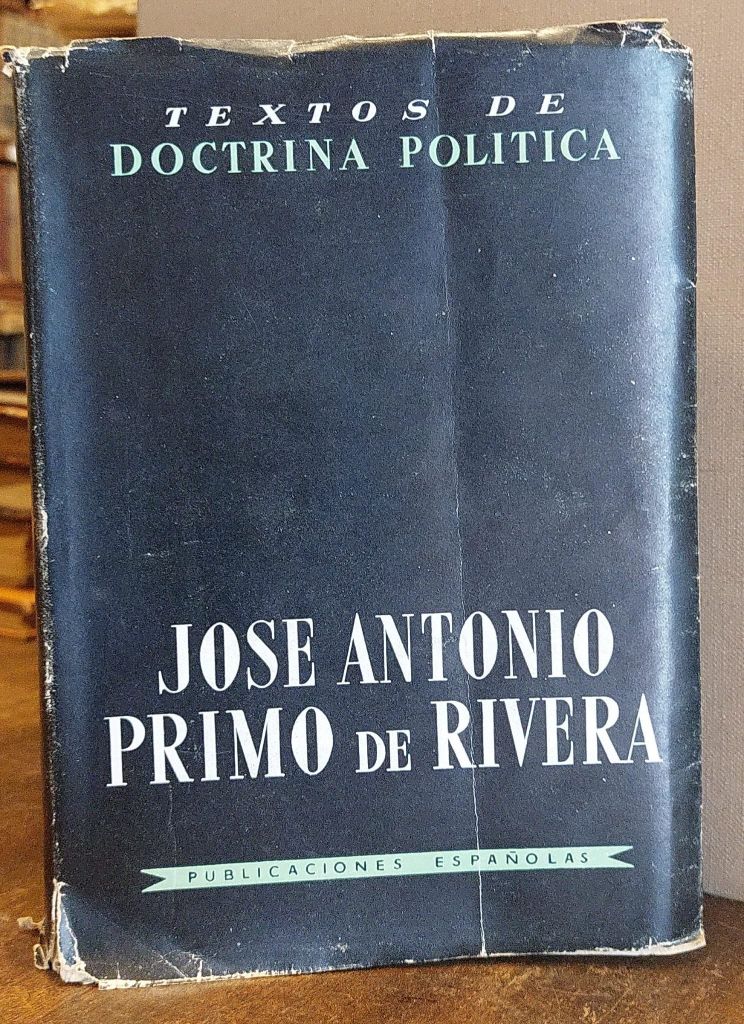 TEXTOS DE
DOCTRINA POLITICA
JOSE ANTONIO
PRIMO DE RIVERA
PUBLICACIONES ESPAÑOLAS